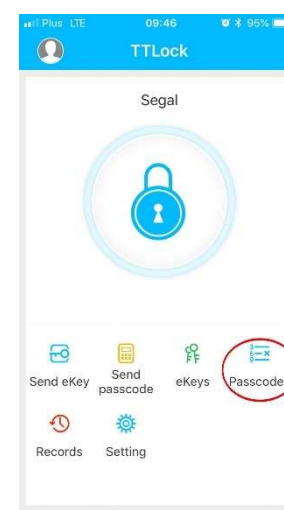 Plus LTE 09:46 95%
TTLock
Segal
Send eKey
Send passcode
eKeys
Passcode
Records
Setting